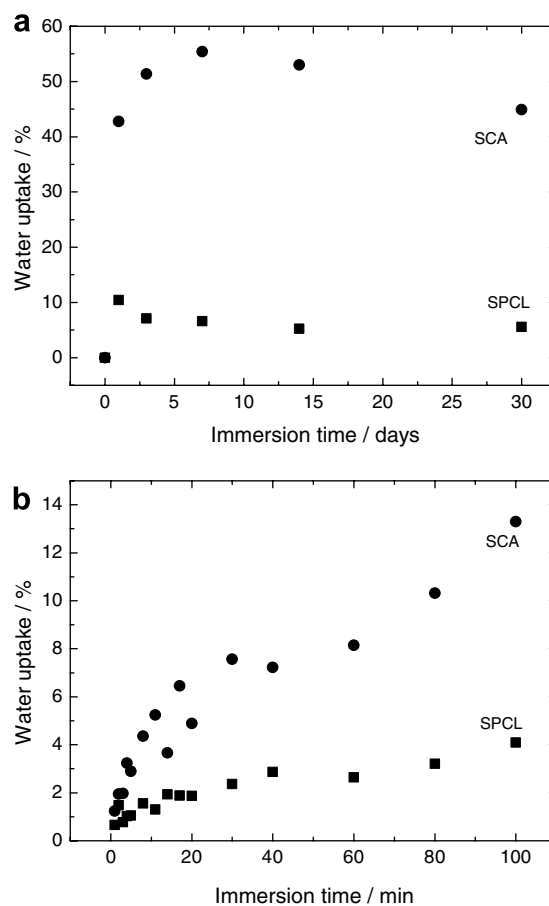 a
60
50
40
30
20
10
0
Water uptake / %
SCA
SPCL
0 5 10 15 20 25 30
Immersion time / days
b
14
12
10
8
6
4
2
0
Water uptake / %
SCA
SPCL
0 20 40 60 80 100
Immersion time / min